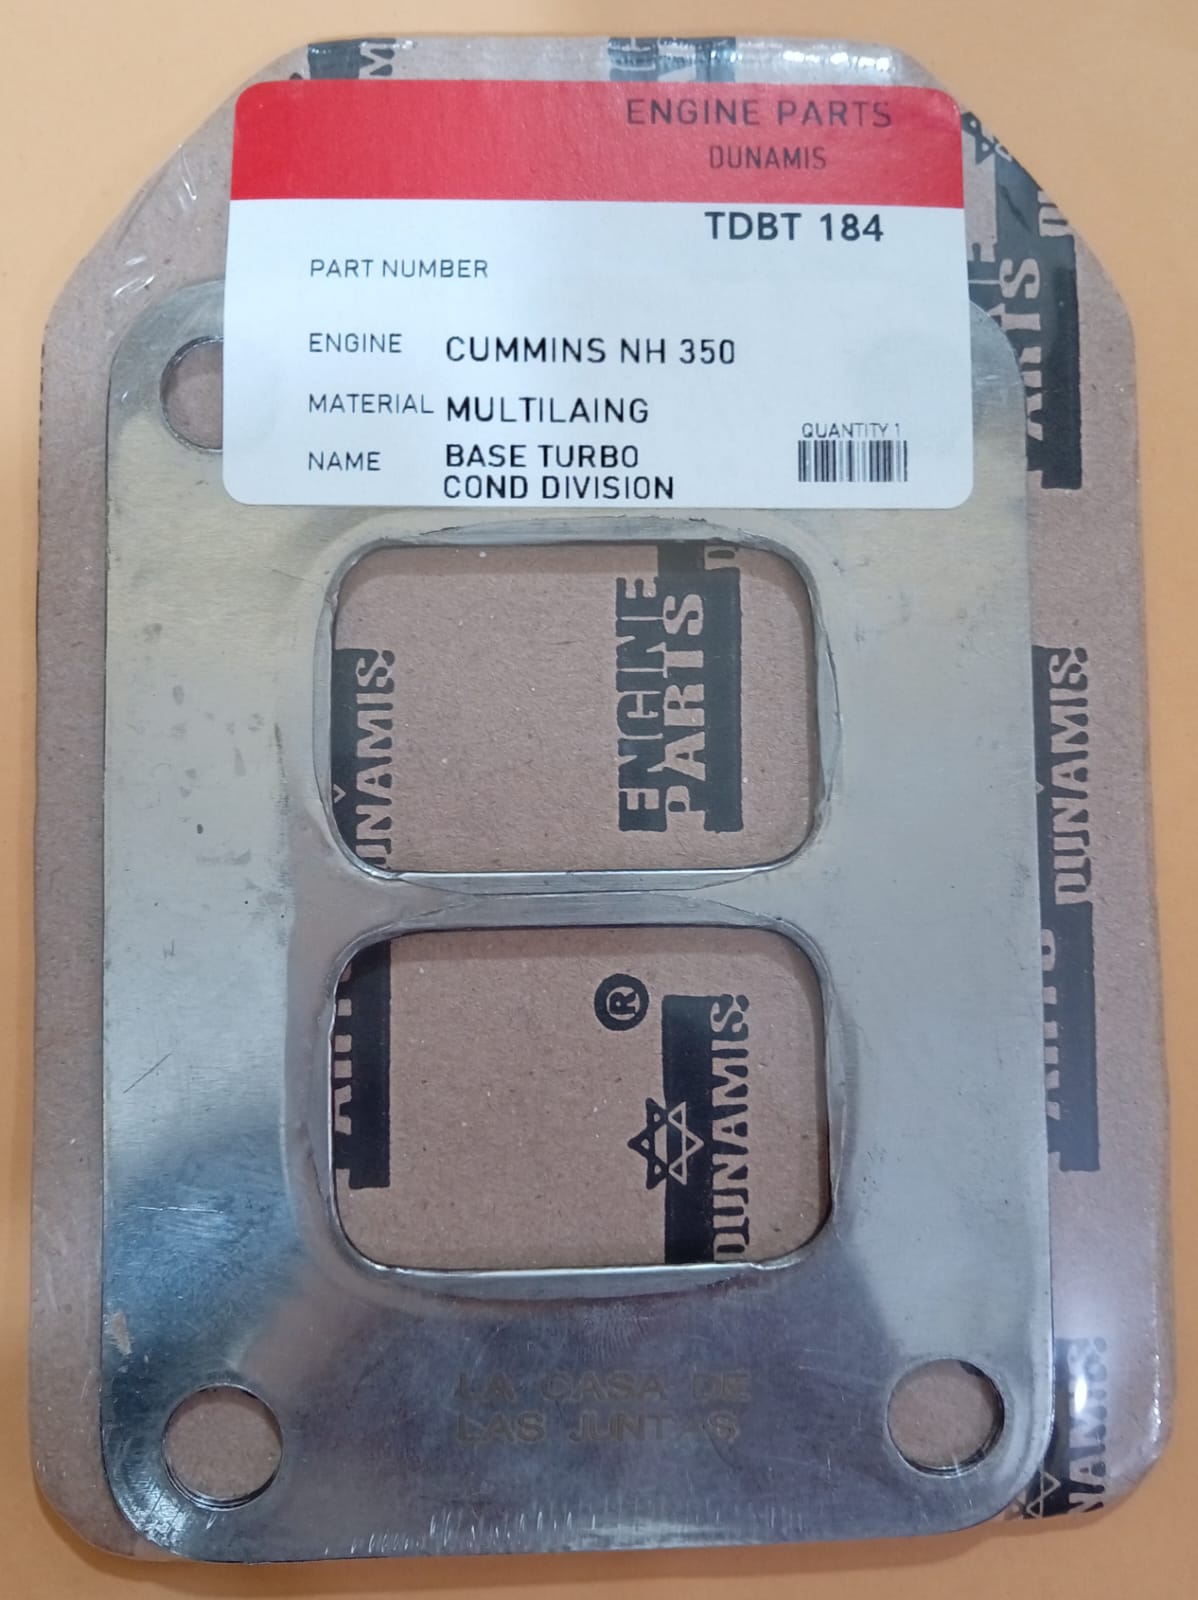 ENGINE PARTS
DUNAMIS
TDBT 184
PART NUMBER
ENGINE CUMMINS NH 350
MATERIAL MULTILAING
QUANTITY 1
NAME BASE TURBO
COND DIVISION
ENGINE
PARTS
DUNAMIS
PARTS
DUNAMIS
®
DUNAMIS
LA CASA DE
LAS JUNTAS